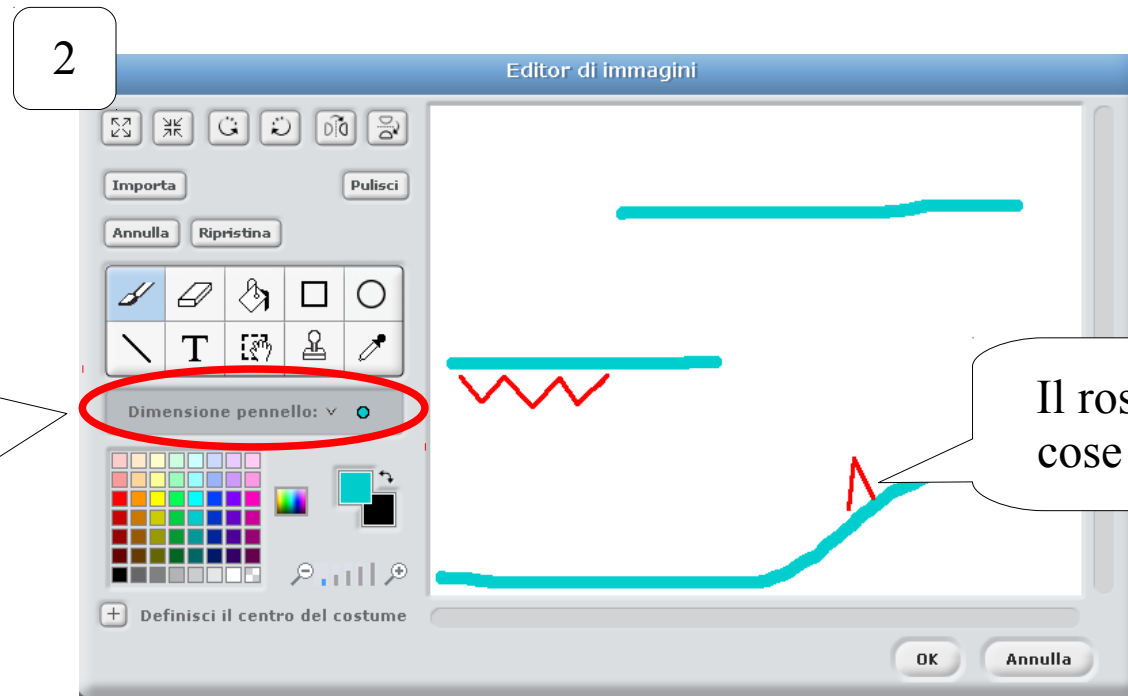 2
Editor di immagini
Importa
Pulisci
Annulla
Ripristina
T
Dimensione pennello:
Il
cose
Definisci il centro del costume
OK
Annulla